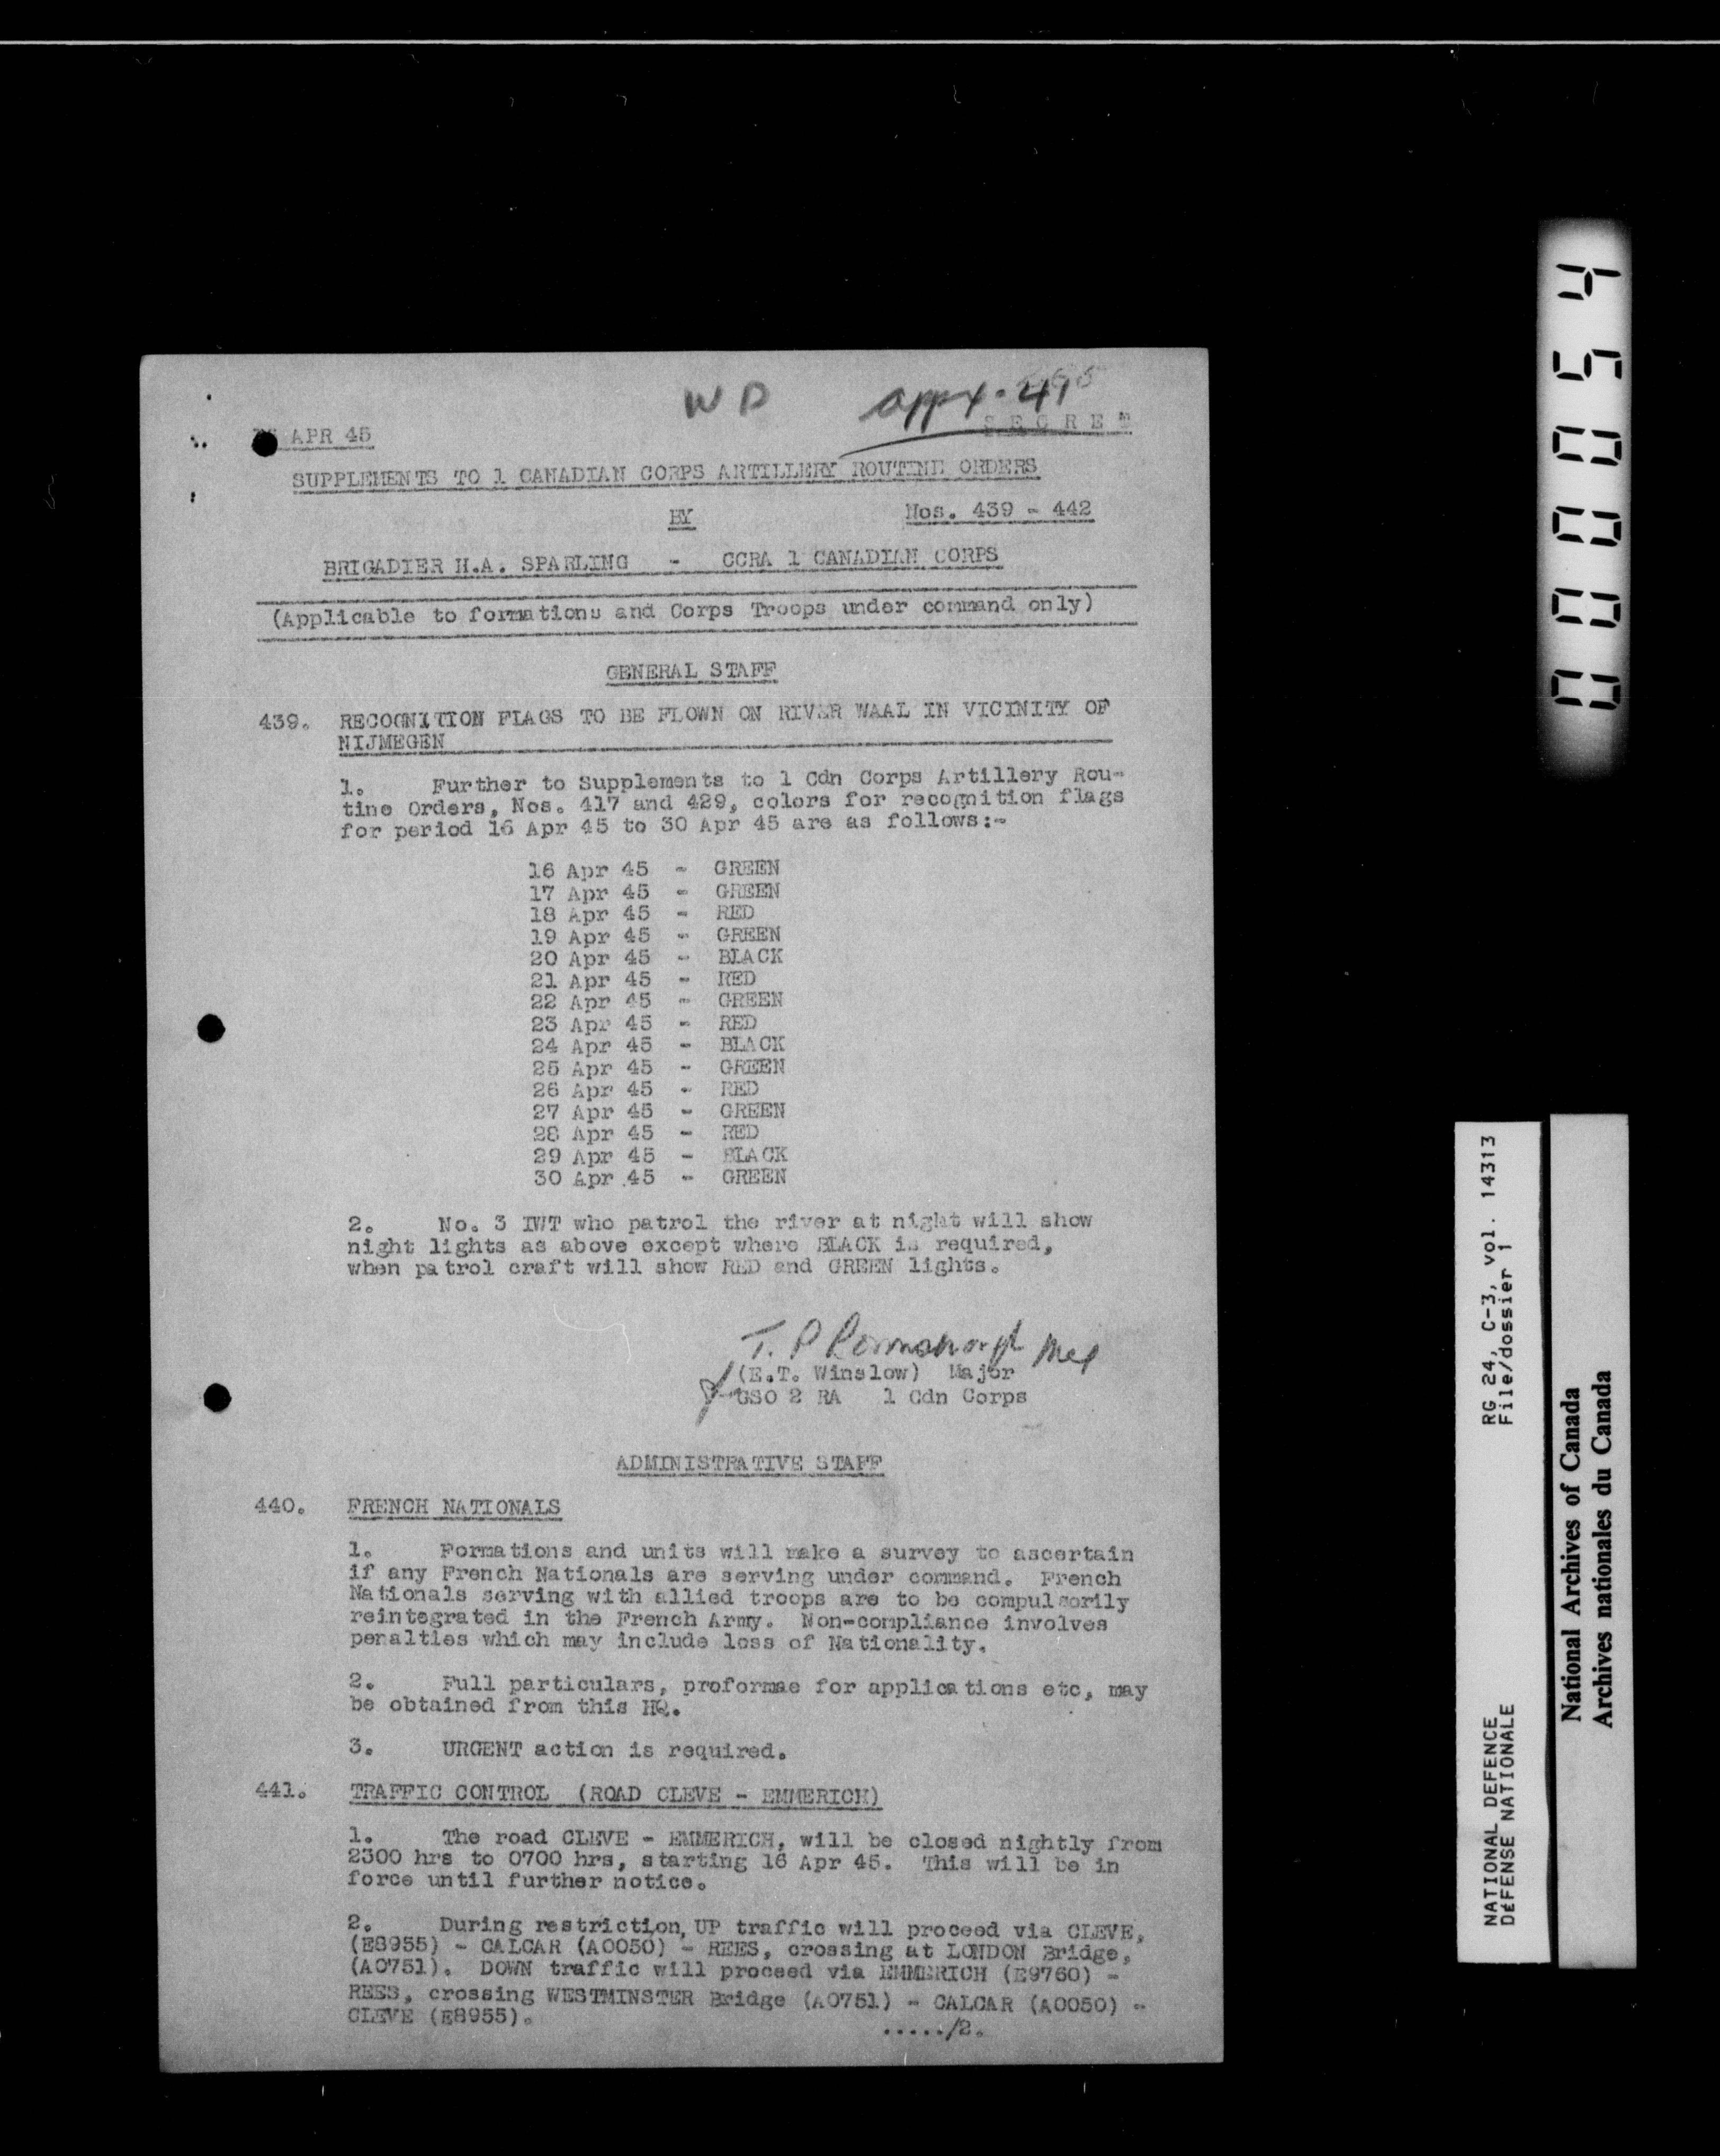 W D
appx. 41
APR 45
SECRET
SUPPLEMENTS TO 1 CANADIAN CORPS ARTILLERY ROUTINE ORDERS
BY
Nos. 439 - 442
BRIGADIER H.A. SPARLING - CCRA 1 CANADIAN CORPS
(Applicable to formations and Corps Troops under command only)
GENERAL STAFF
439. RECOGNITION FLAGS TO BE FLOWN ON RIVER WAAL IN VICINITY OF
NIJMEGEN
1. Further to Supplements to 1 Cdn Corps Artillery Rou-
tine Orders, Nos. 417 and 429, colors for recognition flags
for period 16 Apr 45 to 30 Apr 45 are as follows:-
16 Apr 45 - GREEN
17 Apr 45 - GREEN
18 Apr 45 - RED
19 Apr 45 - GREEN
20 Apr 45 - BLACK
21 Apr 45 - RED
22 Apr 45 - GREEN
23 Apr 45 - RED
24 Apr 45 - BLACK
25 Apr 45 - GREEN
26 Apr 45 - RED
27 Apr 45 - GREEN
28 Apr 45 - RED
29 Apr 45 - BLACK
30 Apr 45 - GREEN
2. No. 3 IWT who patrol the river at night will show
night lights as above except where BLACK is required,
when patrol craft will show RED and GREEN lights.
T. P
(E.T. Winslow) Major
GSO 2 RA 1 Cdn Corps
ADMINISTRATIVE STAFF
440. FRENCH NATIONALS
1. Formations and units will make a survey to ascertain
if any French Nationals are serving under command. French
Nationals serving with allied troops are to be compulsorily
reintegrated in the French Army. Non-compliance involves
penalties which may include loss of Nationality.
2. Full particulars, proformae for applications etc, may
be obtained from this HQ.
3. URGENT action is required.
441. TRAFFIC CONTROL (ROAD CLEVE - EMMERICH)
1. The road CLEVE - EMMERICH, will be closed nightly from
2300 hrs to 0700 hrs, starting 16 Apr 45. This will be in
force until further notice.
2. During restriction, UP traffic will proceed via CLEVE,
(E8955) - CALCAR (A0050) - REES, crossing at LONDON Bridge,
(A0751). DOWN traffic will proceed via EMMERICH (E9760) -
REES, crossing WESTMINSTER Bridge (A0751) - CALCAR (A0050) -
CLEVE (E8955).
...../2.
000054
NATIONAL DEFENCE RG 24, C-3, vol. 14313
DÉFENSE NATIONALE File/dossier 1
National Archives of Canada
Archives nationales du Canada